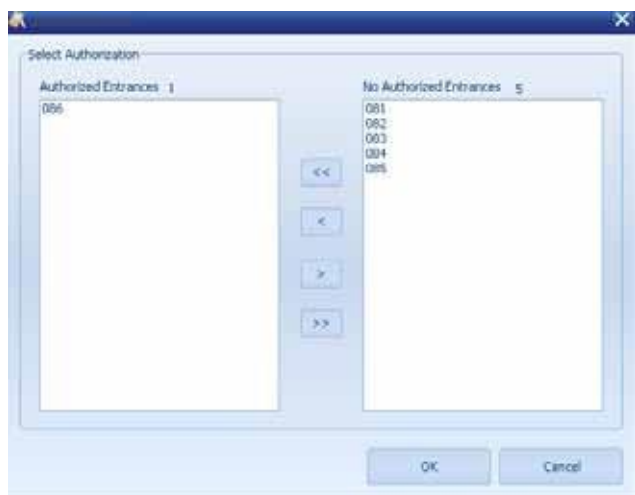 Select Authorization
Authorized Entrances 1
No Authorized Entrances 5
006
001
002
003
004
005
<<
<
>
>>
OK
Cancel